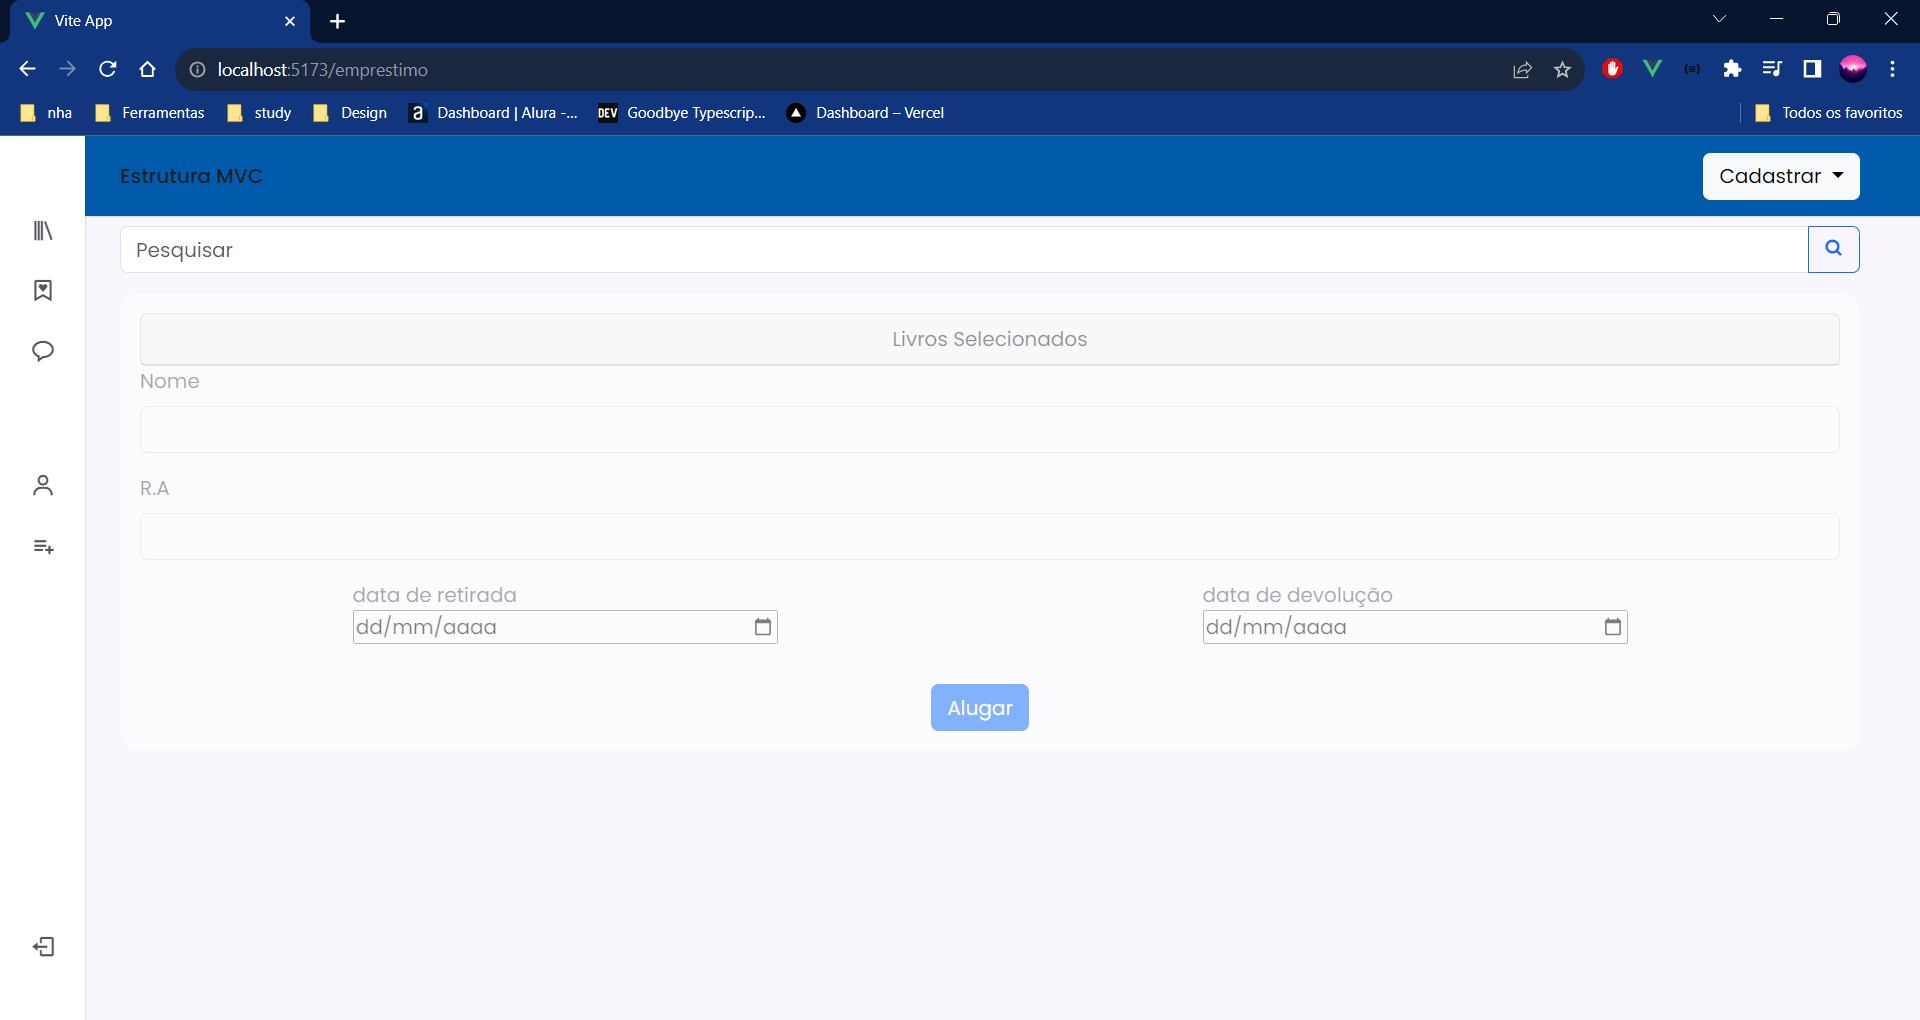 Vite App
localhost:5173/emprestimo
nha
Ferramentas
study
Design
a
Dashboard | Alura -...
DEV
Goodbye Typescrip...
Dashboard – Vercel
Todos os favoritos
Estrutura MVC
Cadastrar
Pesquisar
Livros Selecionados
Nome
R.A
data de retirada
data de devolução
dd/mm/aaaa
dd/mm/aaaa
Alugar